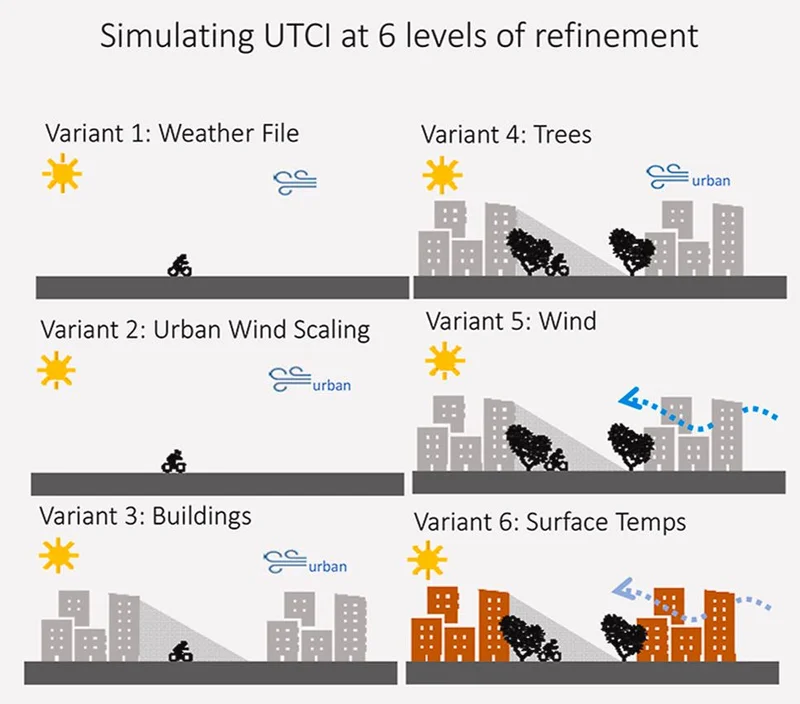 Simulating UTCI at 6 levels of refinement
Variant 1: Weather File
Variant 2: Urban Wind Scaling
urban
Variant 3: Buildings
urban
Variant 4: Trees
urban
Variant 5: Wind
Variant 6: Surface Temps